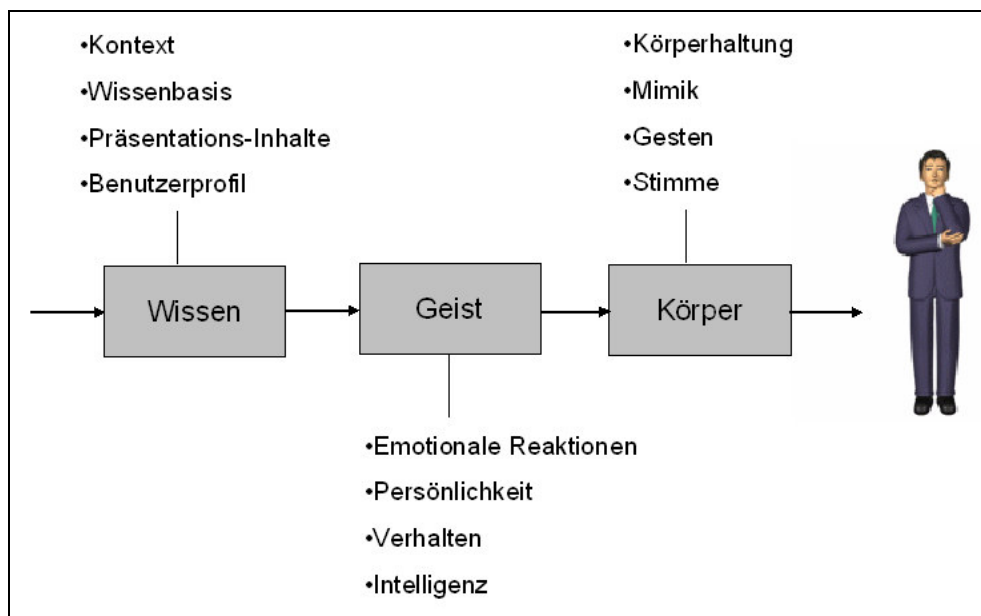 •Kontext
•Wissenbasis
•Präsentations-Inhalte
•Benutzerprofil
•Körperhaltung
•Mimik
•Gesten
•Stimme
Wissen
Geist
Körper
•Emotionale Reaktionen
•Persönlichkeit
•Verhalten
•Intelligenz